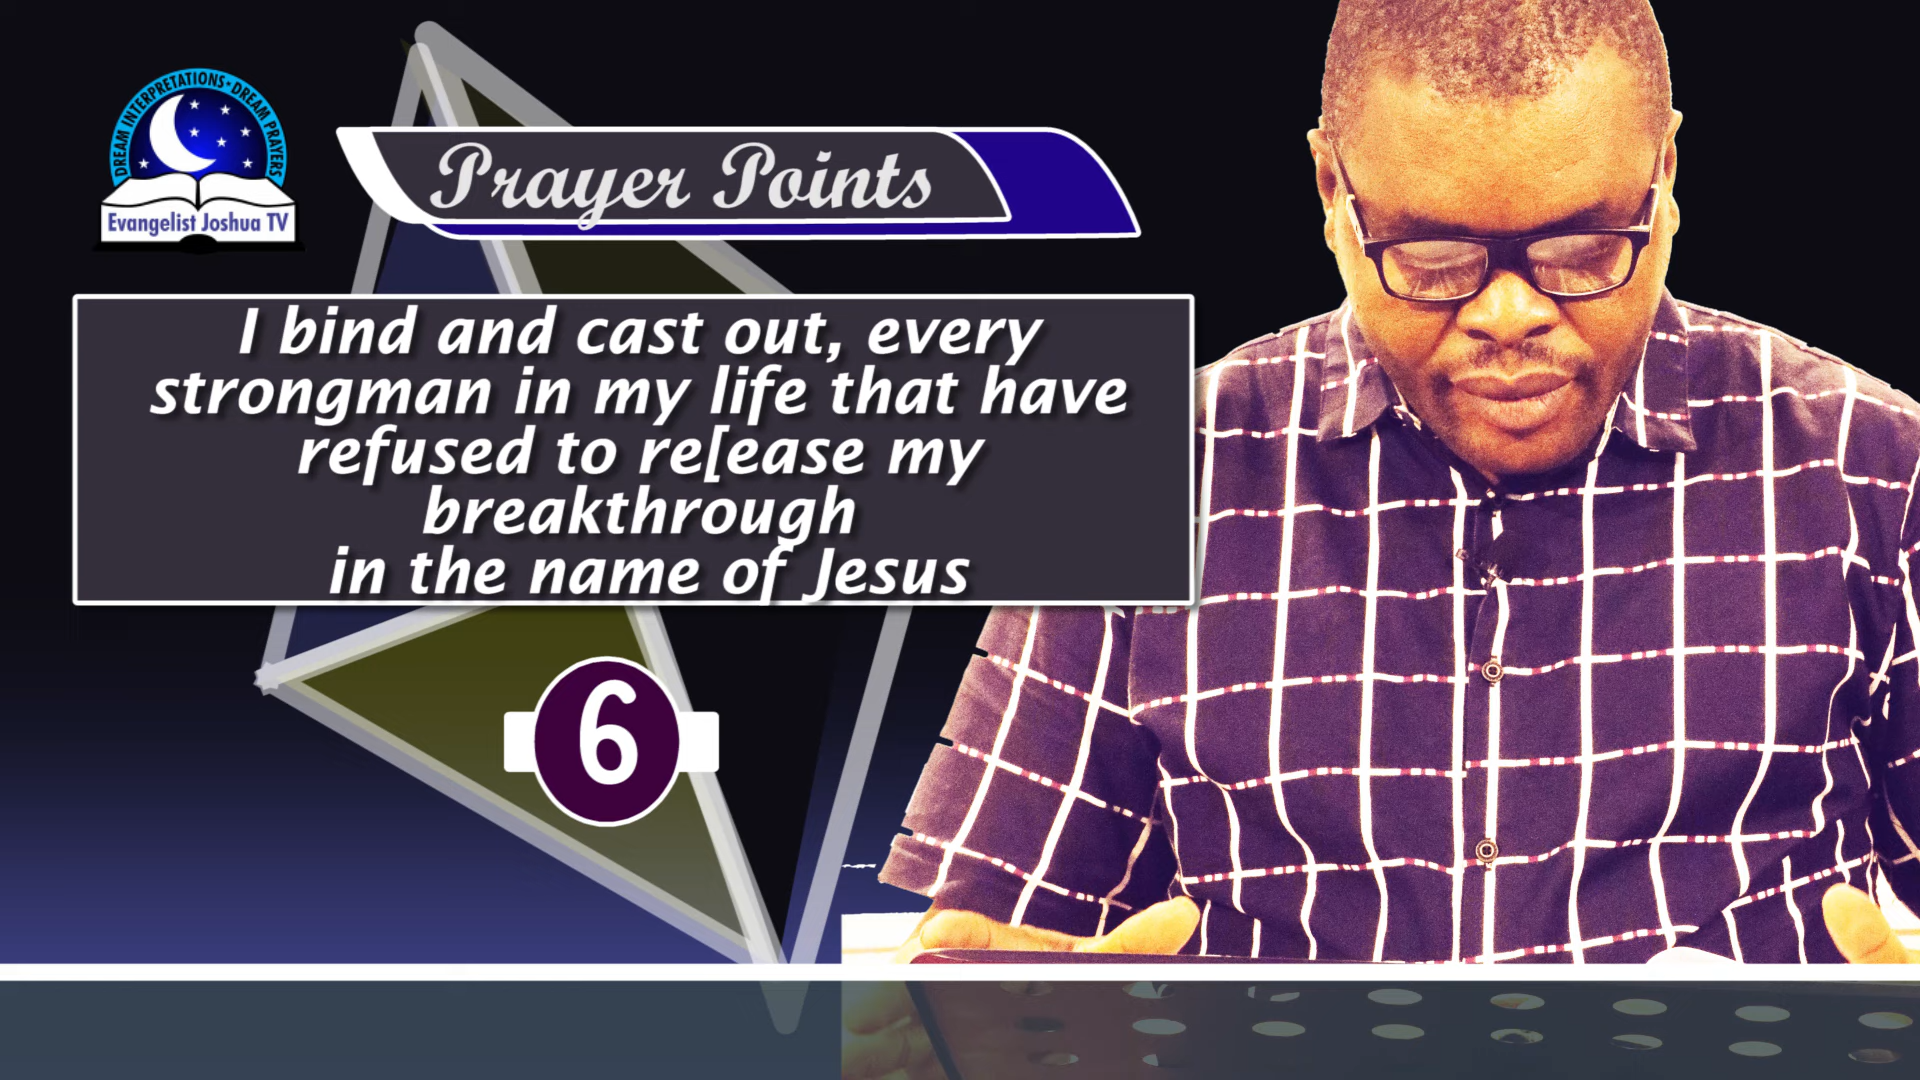 DREAM INTERPRETATIONS • DREAM PRAYERS
Evangelist Joshua TV
Prayer Points
I bind and cast out, every
strongman in my life that have
refused to re[ease my
breakthrough
in the name of Jesus
6